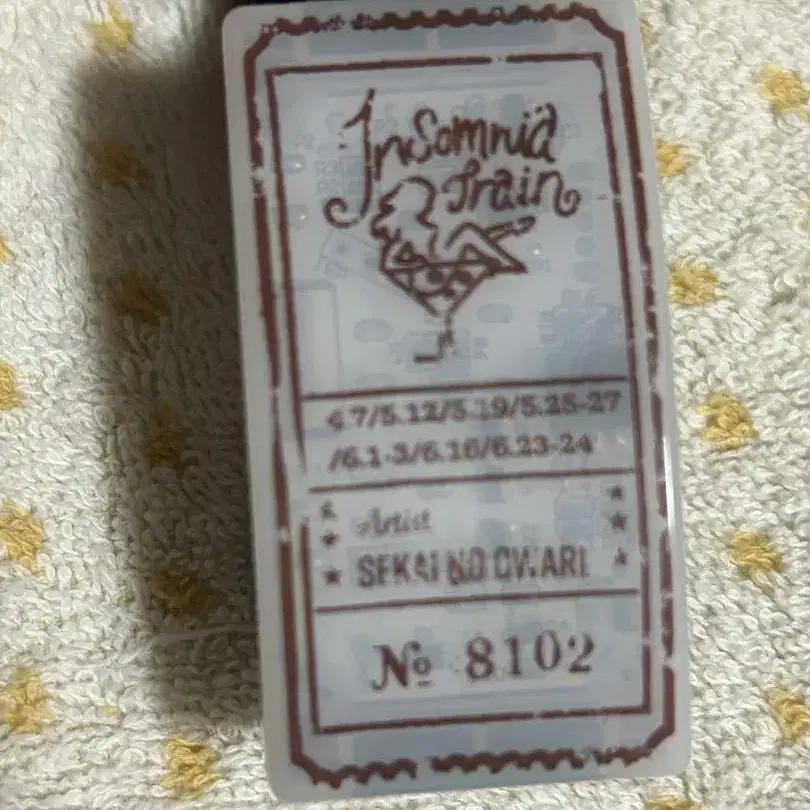 Insomnia
Train
4.7/5.12/5.19/5.25-27
/6.1-3/6.16/6.23-24
Artist
SEKAI NO OWARI
№ 8102